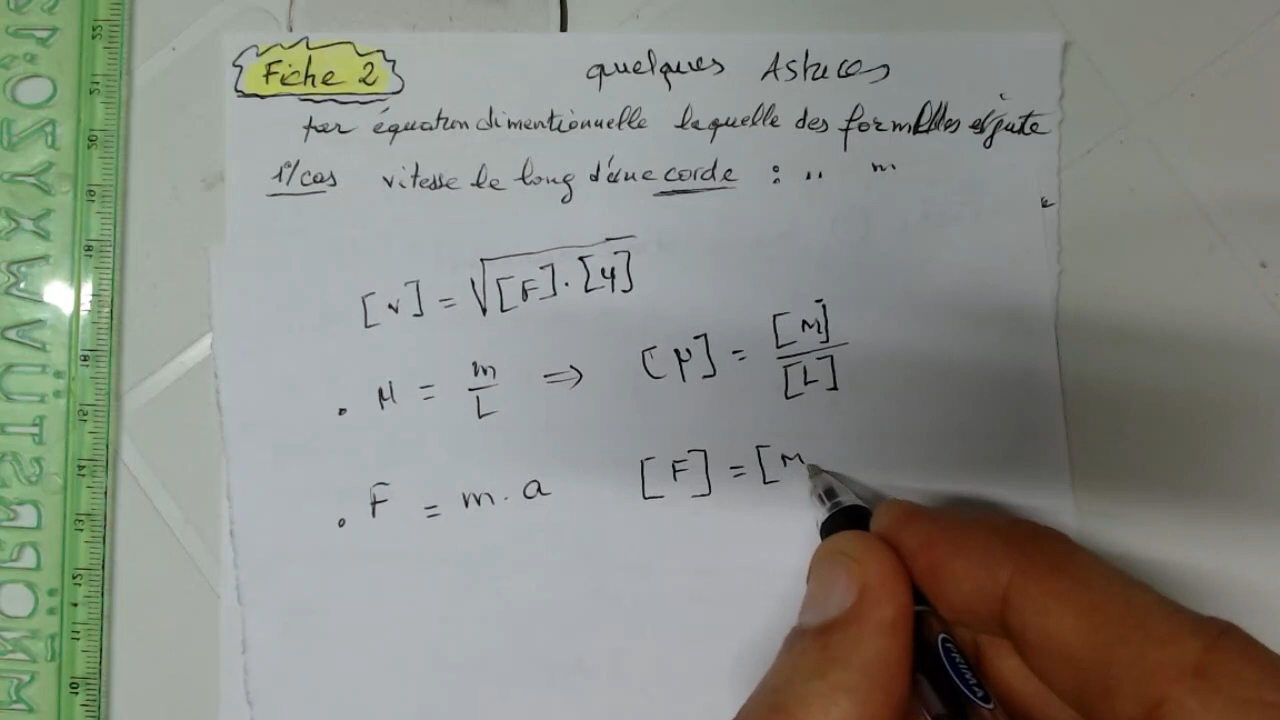 Fiche 2 quelques Astuces
par équation dimentionnelle laquelle des formules est juste
1°/cas vitesse le long d'une corde :
[v] = √[F].[μ]
. μ = m/L ⇒ [μ] = [M]/[L]
. F = m.a [F] = [M
PRIMA